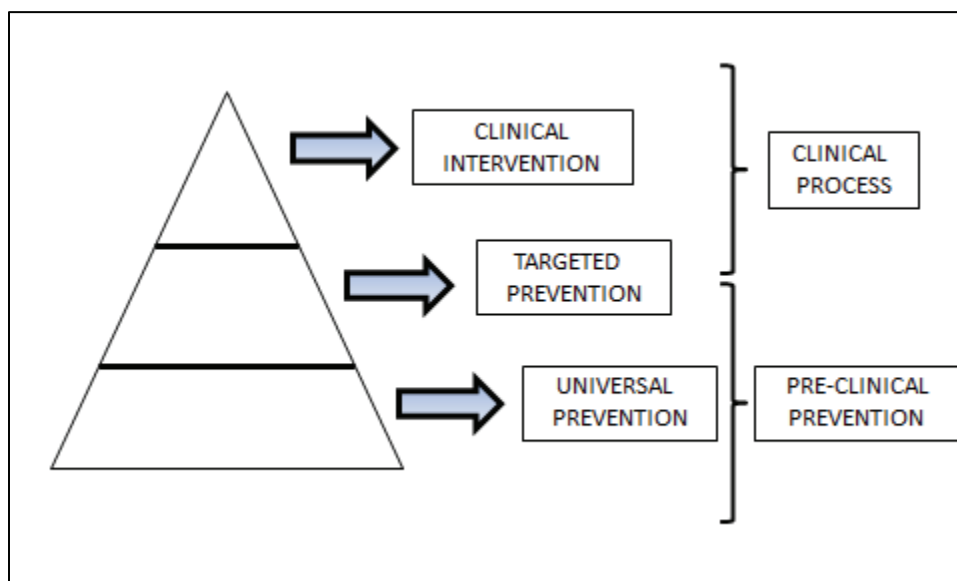 CLINICAL
INTERVENTION
CLINICAL
PROCESS
TARGETED
PREVENTION
UNIVERSAL
PREVENTION
PRE-CLINICAL
PREVENTION